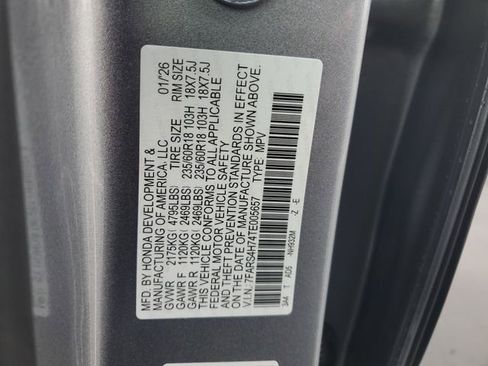 MFD. BY HONDA DEVELOPMENT &
MANUFACTURING OF AMERICA, LLC 01/26
GVWR 2175KG( 4795LBS) TIRE SIZE RIM SIZE
GAWR F 1120KG( 2469LBS) 235/60R18 103H 18X7.5J
GAWR R 1120KG( 2469LBS) 235/60R18 103H 18X7.5J
THIS VEHICLE CONFORMS TO ALL APPLICABLE
FEDERAL MOTOR VEHICLE SAFETY
AND THEFT PREVENTION STANDARDS IN EFFECT
ON THE DATE OF MANUFACTURE SHOWN ABOVE.
V.I.N. 7FARS4H74TE005657 TYPE: MPV
3A4 T AD5 -NH932M -Z -E